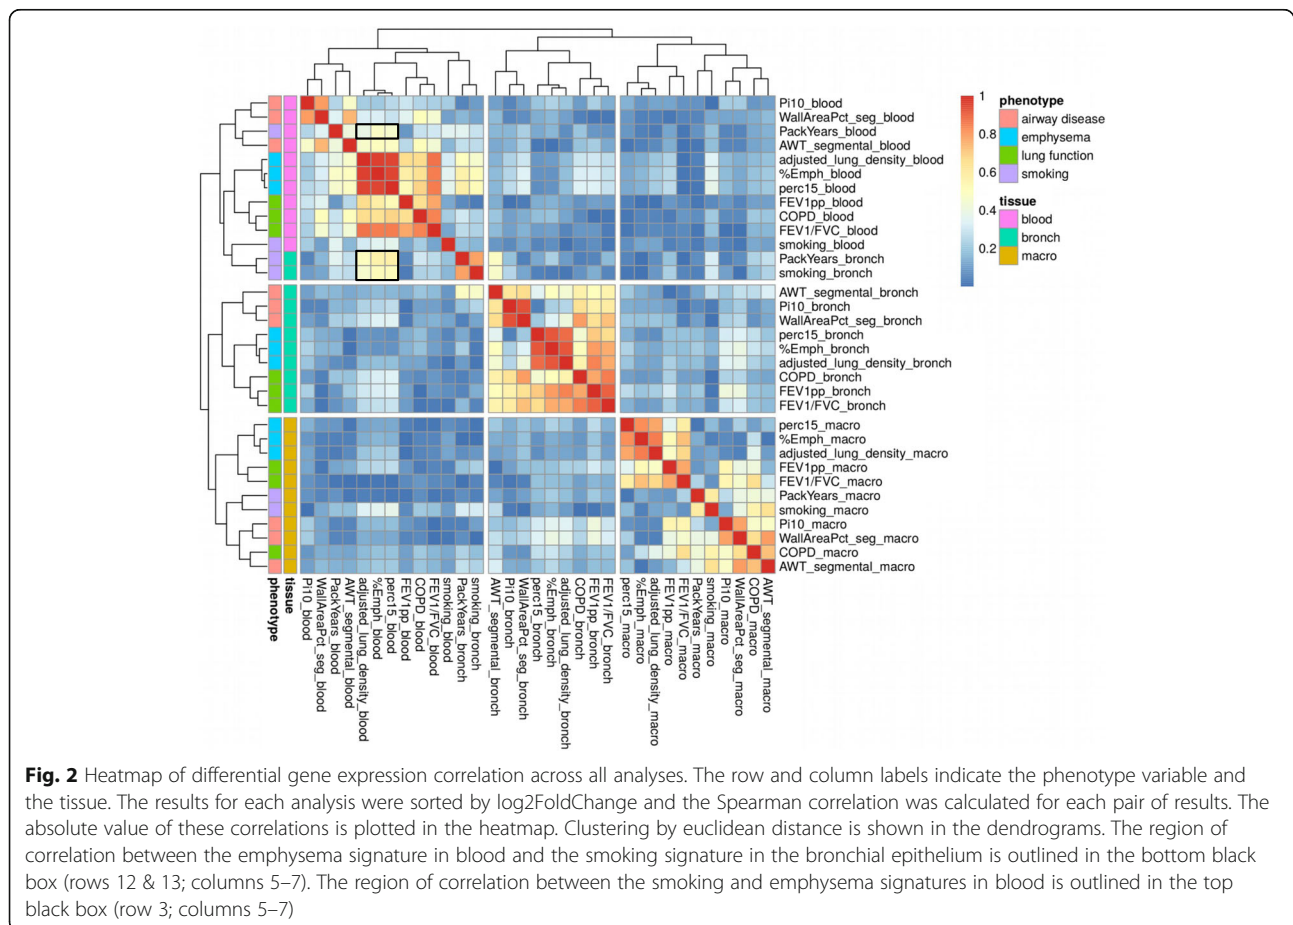 Pi10_blood
WallAreaPct_seg_blood
PackYears_blood
AWT_segmental_blood
adjusted_lung_density_blood
%Emph_blood
perc15_blood
FEV1pp_blood
COPD_blood
FEV1/FVC_blood
smoking_blood
PackYears_bronch
smoking_bronch
AWT_segmental_bronch
Pi10_bronch
WallAreaPct_seg_bronch
perc15_bronch
%Emph_bronch
adjusted_lung_density_bronch
COPD_bronch
FEV1pp_bronch
FEV1/FVC_bronch
perc15_macro
%Emph_macro
adjusted_lung_density_macro
FEV1pp_macro
FEV1/FVC_macro
PackYears_macro
smoking_macro
Pi10_macro
WallAreaPct_seg_macro
COPD_macro
AWT_segmental_macro
1
0.8
0.6
0.4
0.2
phenotype
airway disease
emphysema
lung function
smoking
tissue
blood
bronch
macro
phenotype
tissue
Pi10_blood
WallAreaPct_seg_blood
PackYears_blood
AWT_segmental_blood
adjusted_lung_density_blood
%Emph_blood
perc15_blood
FEV1pp_blood
COPD_blood
FEV1/FVC_blood
smoking_blood
PackYears_bronch
smoking_bronch
AWT_segmental_bronch
Pi10_bronch
WallAreaPct_seg_bronch
perc15_bronch
%Emph_bronch
adjusted_lung_density_bronch
COPD_bronch
FEV1pp_bronch
FEV1/FVC_bronch
perc15_macro
%Emph_macro
adjusted_lung_density_macro
FEV1pp_macro
FEV1/FVC_macro
PackYears_macro
smoking_macro
Pi10_macro
WallAreaPct_seg_macro
COPD_macro
AWT_segmental_macro
Fig. 2 Heatmap of differential gene expression correlation across all analyses. The row and column labels indicate the phenotype variable and
the tissue. The results for each analysis were sorted by log2FoldChange and the Spearman correlation was calculated for each pair of results. The
absolute value of these correlations is plotted in the heatmap. Clustering by euclidean distance is shown in the dendrograms. The region of
correlation between the emphysema signature in blood and the smoking signature in the bronchial epithelium is outlined in the bottom black
box (rows 12 & 13; columns 5–7). The region of correlation between the smoking and emphysema signatures in blood is outlined in the top
black box (row 3; columns 5–7)